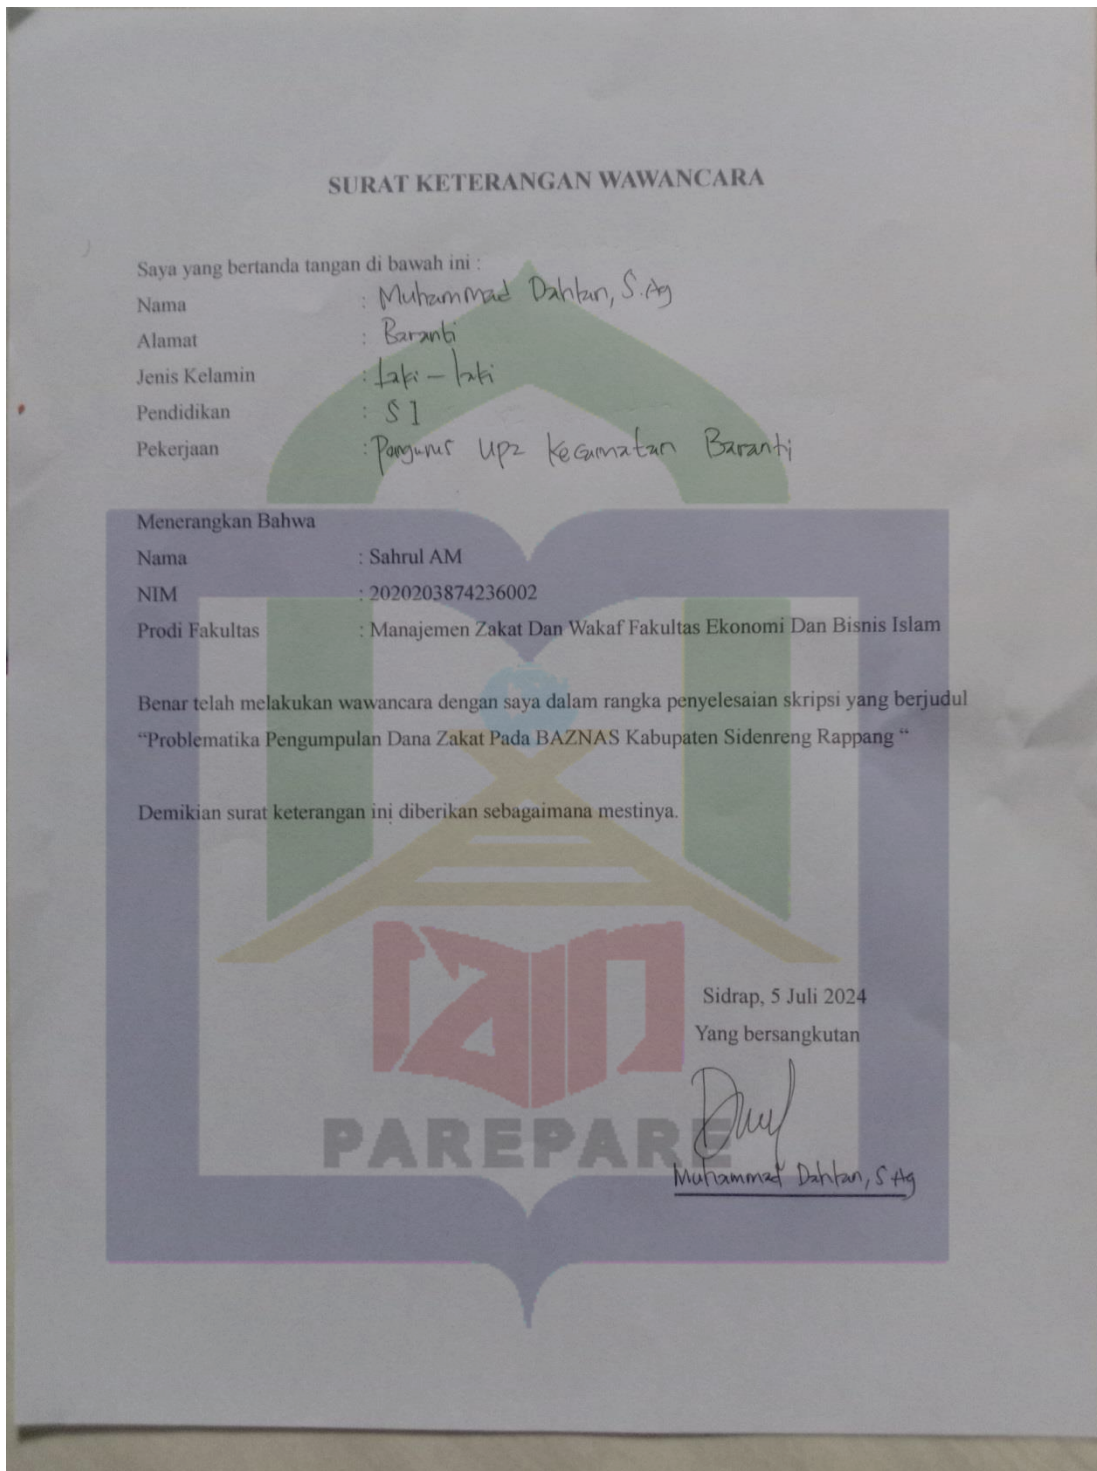 SURAT KETERANGAN WAWANCARA
Saya yang bertanda tangan di bawah ini :
Nama : Muhammad Dahlan, S.Ag
Alamat : Baranti
Jenis Kelamin : Laki - laki
Pendidikan : S1
Pekerjaan : Pengurus UPZ Kecamatan Baranti
Menerangkan Bahwa
Nama : Sahrul AM
NIM : 2020203874236002
Prodi Fakultas : Manajemen Zakat Dan Wakaf Fakultas Ekonomi Dan Bisnis Islam
Benar telah melakukan wawancara dengan saya dalam rangka penyelesaian skripsi yang berjudul
“Problematika Pengumpulan Dana Zakat Pada BAZNAS Kabupaten Sidenreng Rappang “
Demikian surat keterangan ini diberikan sebagaimana mestinya.
Sidrap, 5 Juli 2024
Yang bersangkutan
Muhammad Dahlan, S Ag
iain
PAREPARE